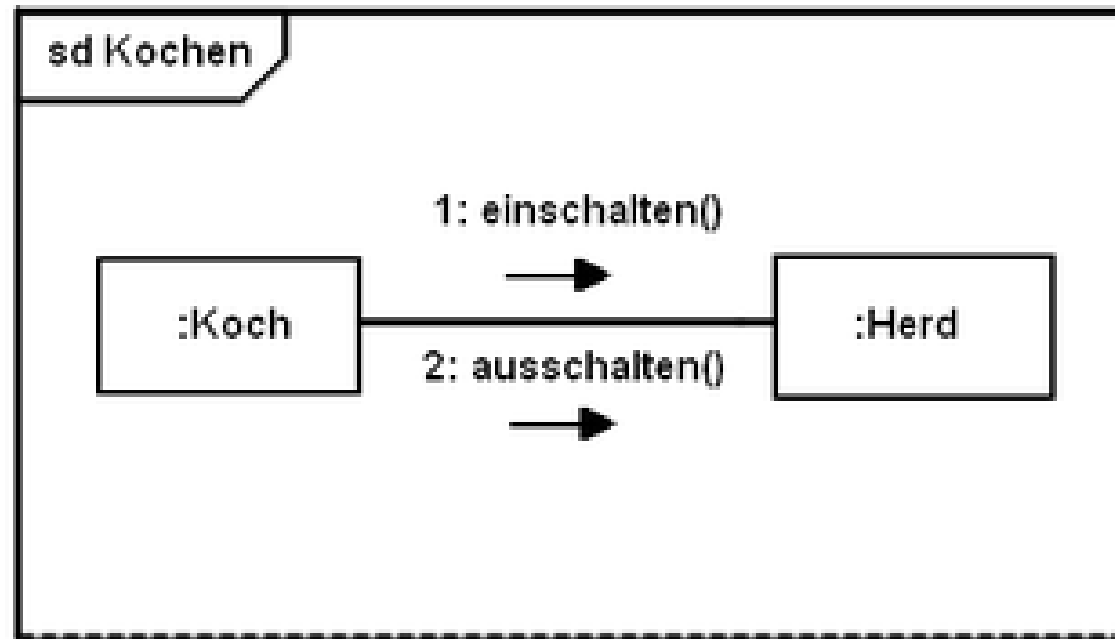 sd Kochen
1: einschalten()
:Koch
:Herd
2: ausschalten()